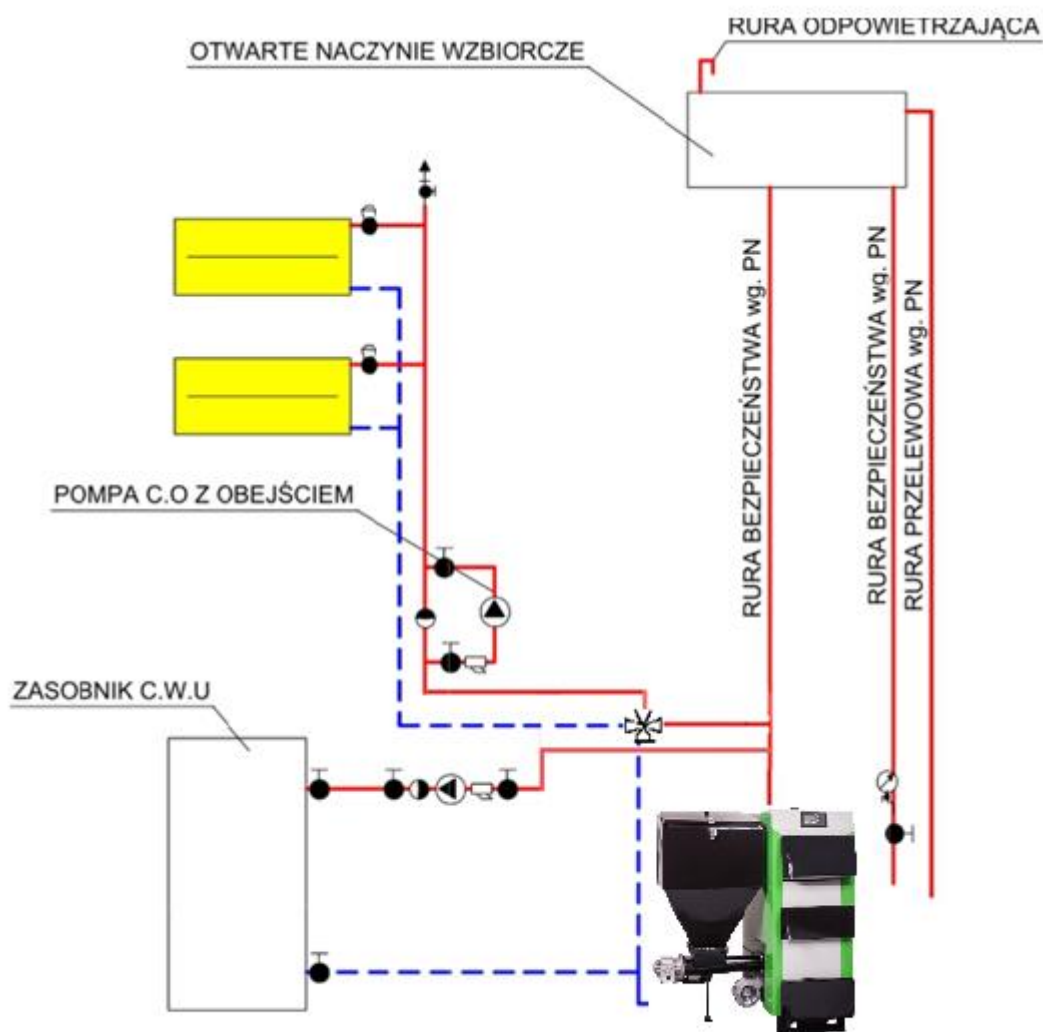 RURA ODPOWIETRZAJĄCA
OTWARTE NACZYNIE WZBIORCZE
RURA BEZPIECZEŃSTWA wg. PN
RURA BEZPIECZEŃSTWA wg. PN
RURA PRZELEWOWA wg. PN
POMPA C.O Z OBEJŚCIEM
ZASOBNIK C.W.U